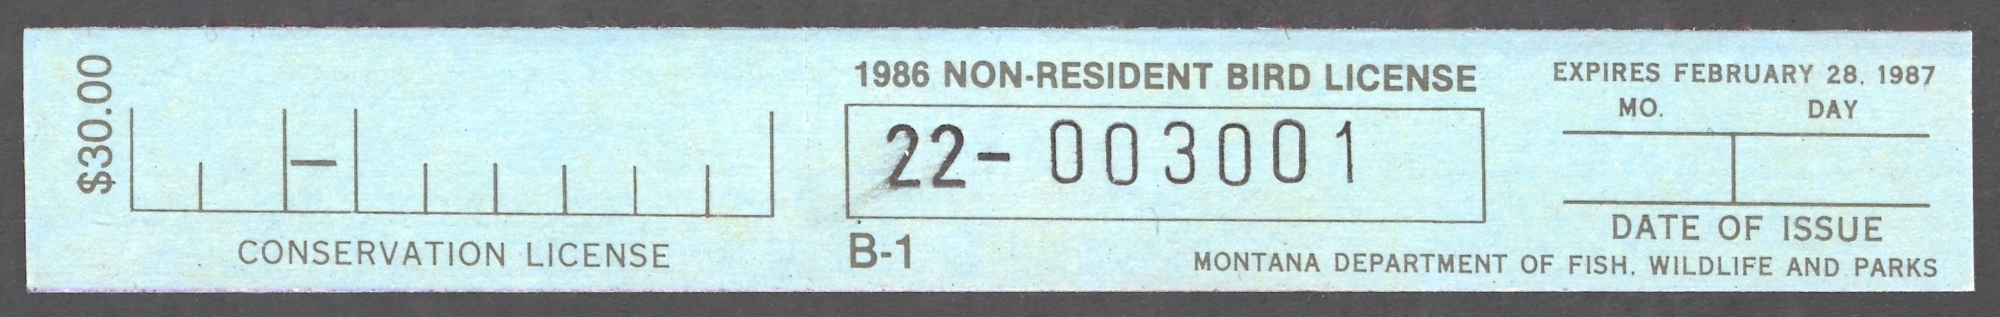 $30.00
CONSERVATION LICENSE
1986 NON-RESIDENT BIRD LICENSE
22- 003001
B-1
EXPIRES FEBRUARY 28, 1987
MO. DAY
DATE OF ISSUE
MONTANA DEPARTMENT OF FISH, WILDLIFE AND PARKS